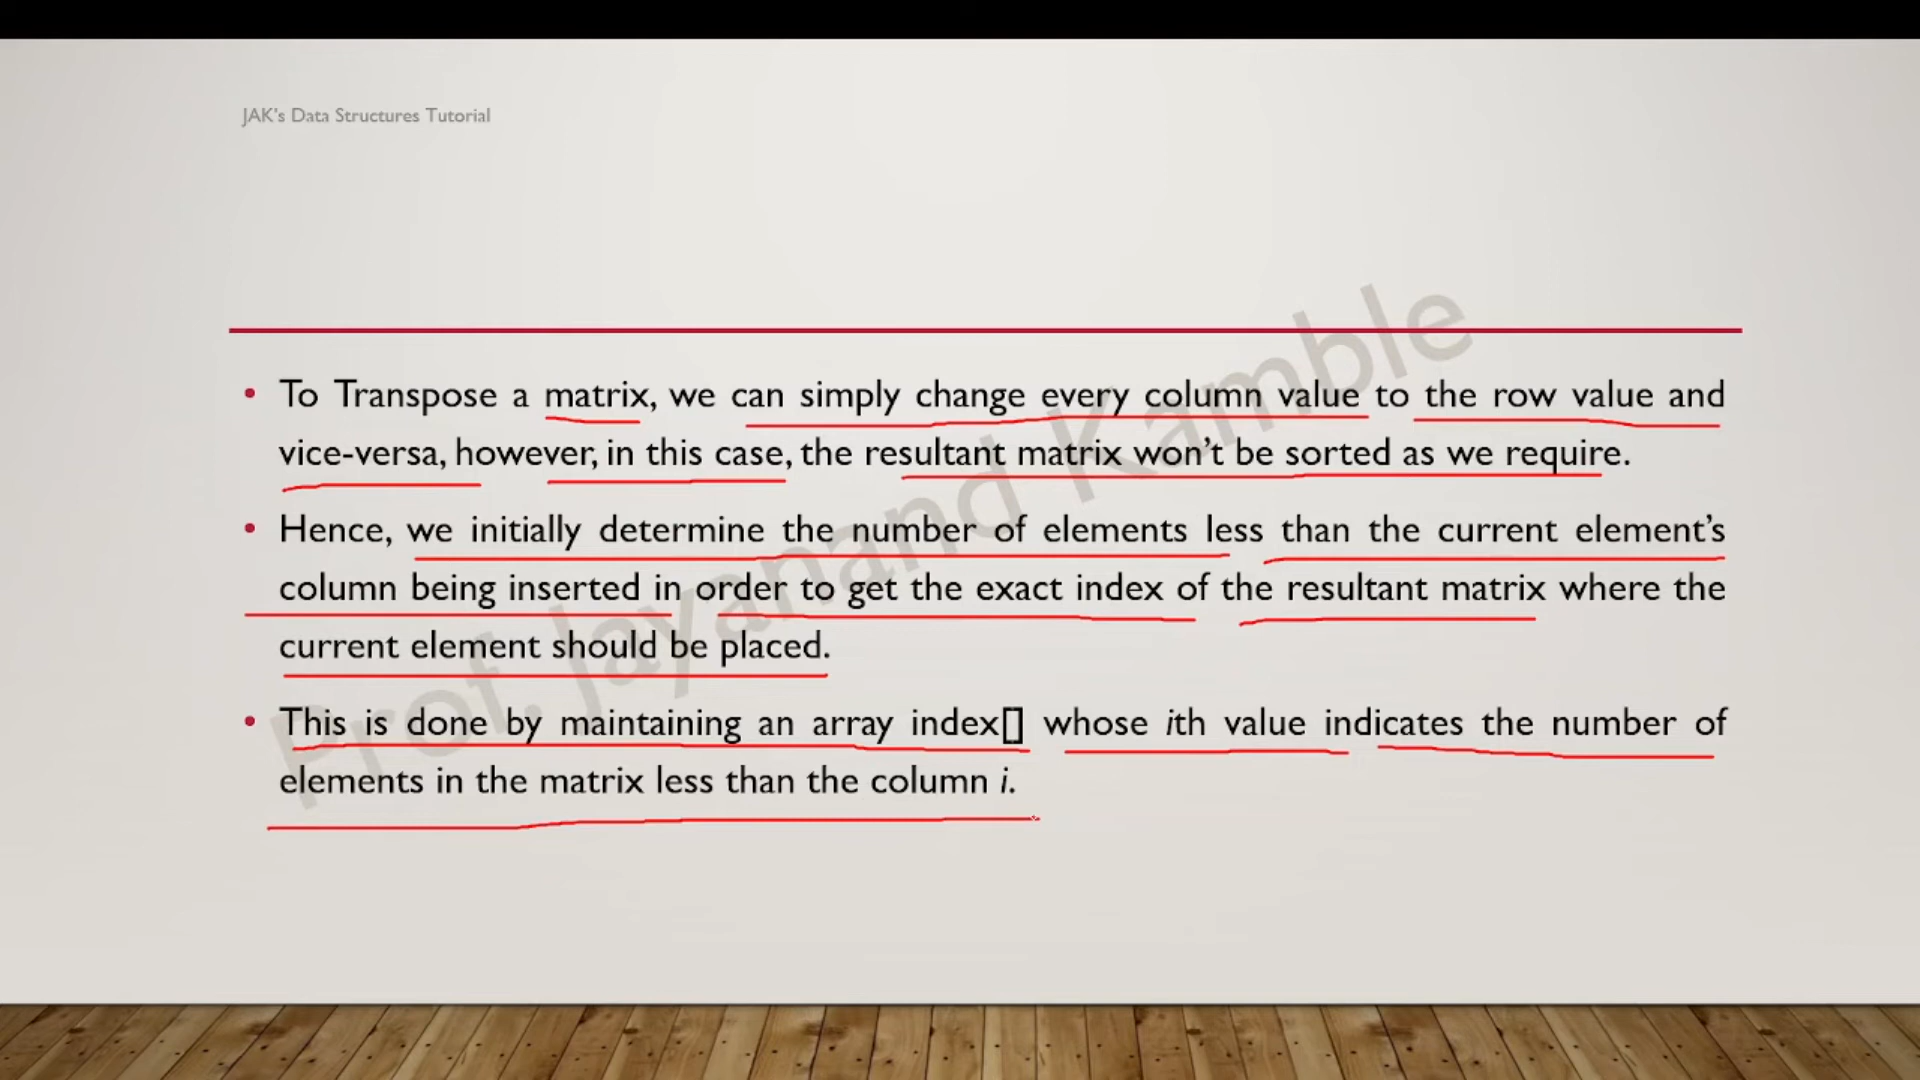 JAK's Data Structures Tutorial
• To Transpose a matrix, we can simply change every column value to the row value and
vice-versa, however, in this case, the resultant matrix won't be sorted as we require.
• Hence, we initially determine the number of elements less than the current element's
column being inserted in order to get the exact index of the resultant matrix where the
current element should be placed.
• This is done by maintaining an array index[] whose ith value indicates the number of
elements in the matrix less than the column i.
Prof. Jayanand Kamble